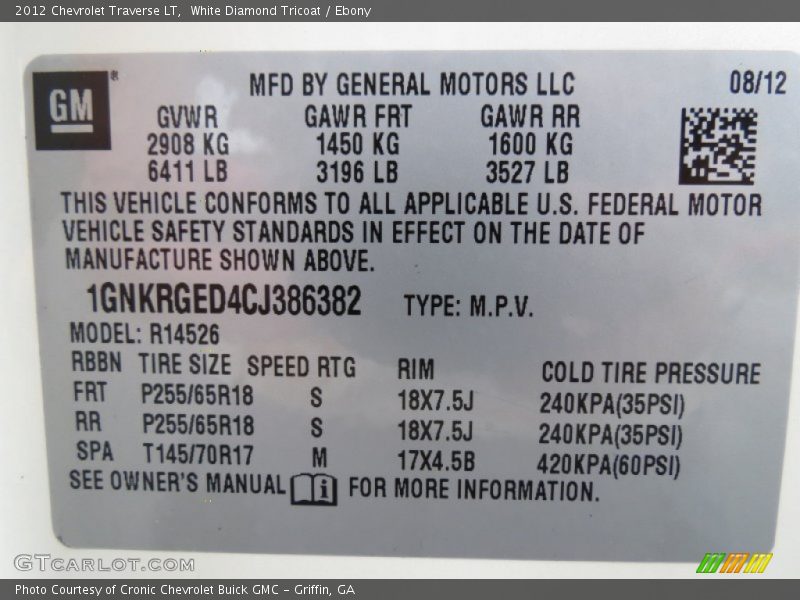 2012 Chevrolet Traverse LT, White Diamond Tricoat / Ebony
GM ® MFD BY GENERAL MOTORS LLC 08/12
GVWR GAWR FRT GAWR RR
2908 KG 1450 KG 1600 KG
6411 LB 3196 LB 3527 LB
THIS VEHICLE CONFORMS TO ALL APPLICABLE U.S. FEDERAL MOTOR
VEHICLE SAFETY STANDARDS IN EFFECT ON THE DATE OF
MANUFACTURE SHOWN ABOVE.
1GNKRGED4CJ386382 TYPE: M.P.V.
MODEL: R14526
RBBN TIRE SIZE SPEED RTG RIM COLD TIRE PRESSURE
FRT P255/65R18 S 18X7.5J 240KPA(35PSI)
RR P255/65R18 S 18X7.5J 240KPA(35PSI)
SPA T145/70R17 M 17X4.5B 420KPA(60PSI)
SEE OWNER'S MANUAL i FOR MORE INFORMATION.
GTCARLOT.COM
Photo Courtesy of Cronic Chevrolet Buick GMC - Griffin, GA